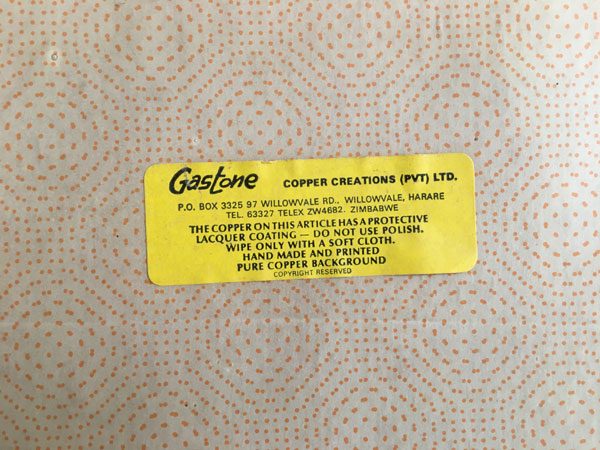 Gastone COPPER CREATIONS (PVT) LTD.
P.O. BOX 3325 97 WILLOWVALE RD., WILLOWVALE, HARARE
TEL. 63327 TELEX ZW4682. ZIMBABWE
THE COPPER ON THIS ARTICLE HAS A PROTECTIVE
LACQUER COATING — DO NOT USE POLISH.
WIPE ONLY WITH A SOFT CLOTH.
HAND MADE AND PRINTED
PURE COPPER BACKGROUND
COPYRIGHT RESERVED